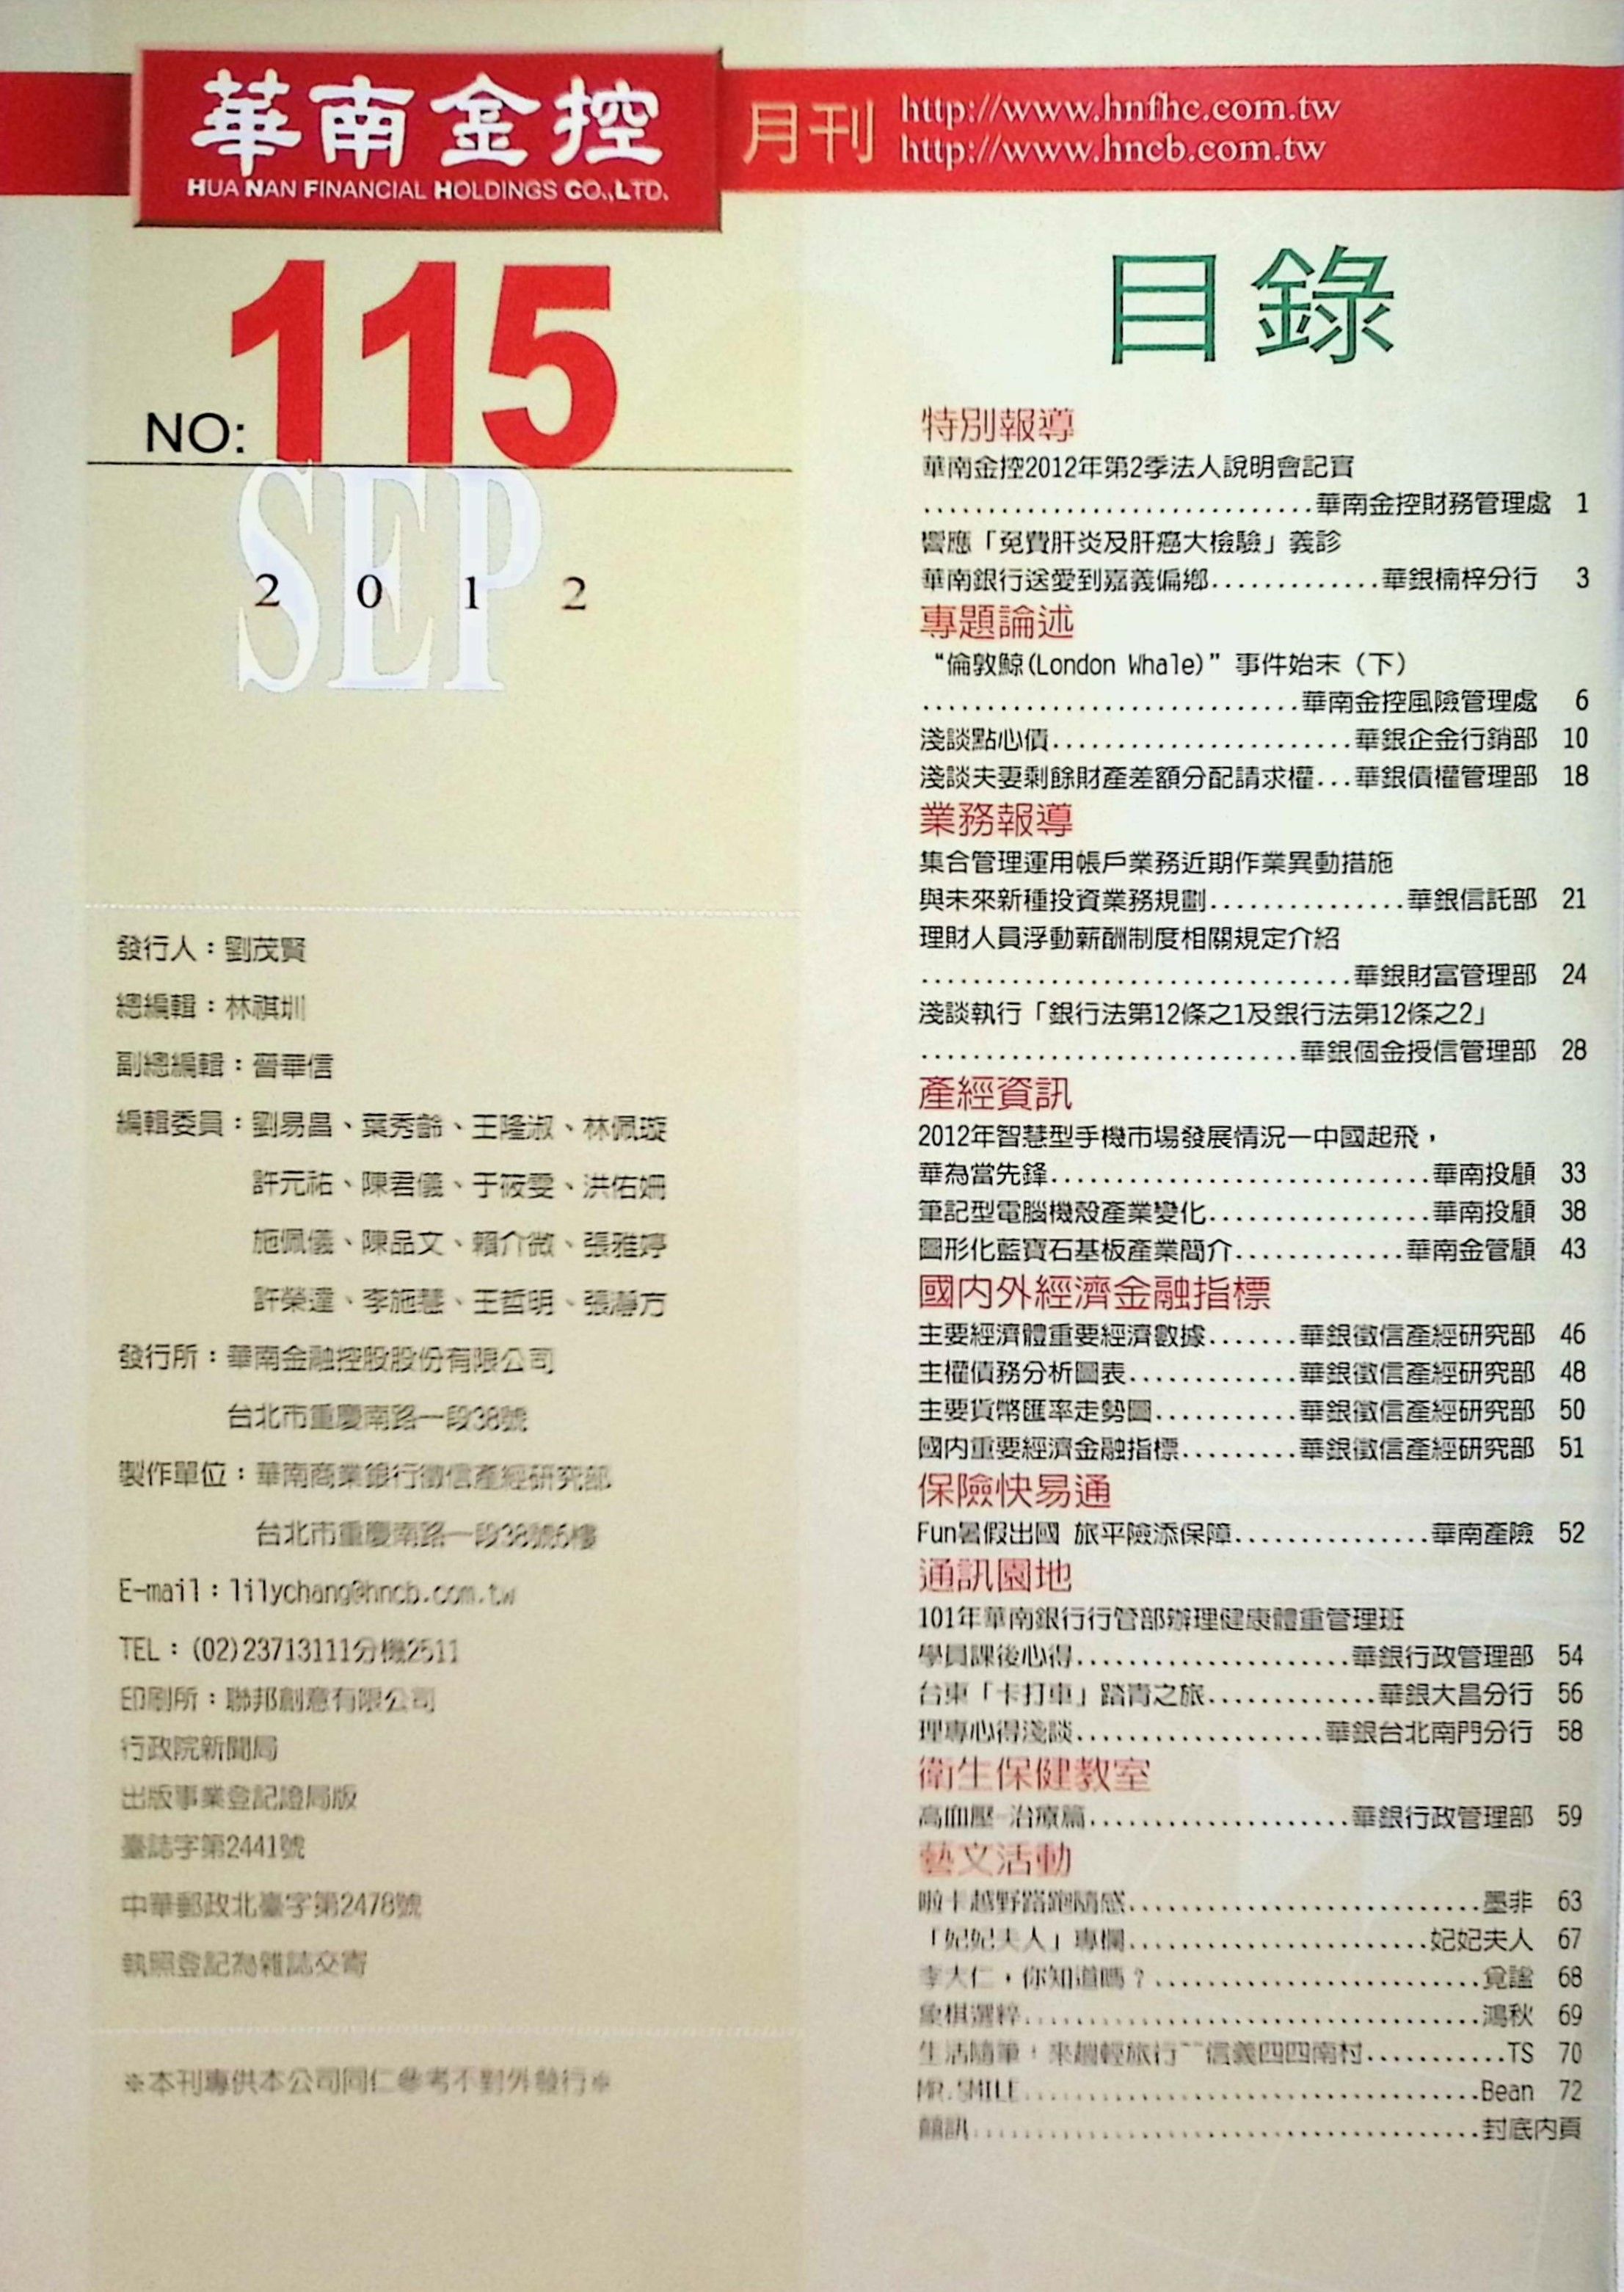 華南金控
HUA NAN FINANCIAL HOLDINGS CO.,LTD.
月刊
http://www.hnfhc.com.tw
http://www.hncb.com.tw
NO:
115
SEP
2012
發行人：劉茂賢
總編輯：林祺圳
副總編輯：晉華信
編輯委員：劉易昌、葉秀齡、王隆淑、林佩璇
許元祐、陳君儀、于筱雯、洪佑姍
施佩儀、陳品文、賴介微、張雅婷
許榮達、李施慧、王哲明、張瀞方
發行所：華南金融控股股份有限公司
台北市重慶南路一段38號
製作單位：華南商業銀行徵信產經研究部
台北市重慶南路一段38號6樓
E-mail：lilychang@hncb.com.tw
TEL：(02)23713111分機2511
印刷所：聯邦創意有限公司
行政院新聞局
出版事業登記證局版
臺誌字第2441號
中華郵政北臺字第2478號
執照登記為雜誌交寄
※本刊專供本公司同仁參考不對外發行※
目錄
特別報導
華南金控2012年第2季法人說明會記實
..............................華南金控財務管理處 1
響應「免費肝炎及肝癌大檢驗」義診
華南銀行送愛到嘉義偏鄉.............華銀楠梓分行 3
專題論述
“倫敦鯨(London Whale)”事件始末（下）
.............................華南金控風險管理處 6
淺談點心債.......................華銀企金行銷部 10
淺談夫妻剩餘財產差額分配請求權...華銀債權管理部 18
業務報導
集合管理運用帳戶業務近期作業異動措施
與未來新種投資業務規劃...............華銀信託部 21
理財人員浮動薪酬制度相關規定介紹
.................................華銀財富管理部 24
淺談執行「銀行法第12條之1及銀行法第12條之2」
.............................華銀個金授信管理部 28
產經資訊
2012年智慧型手機市場發展情況—中國起飛，
華為當先鋒.............................華南投顧 33
筆記型電腦機殼產業變化.................華南投顧 38
圖形化藍寶石基板產業簡介.............華南金管顧 43
國內外經濟金融指標
主要經濟體重要經濟數據.......華銀徵信產經研究部 46
主權債務分析圖表.............華銀徵信產經研究部 48
主要貨幣匯率走勢圖...........華銀徵信產經研究部 50
國內重要經濟金融指標.........華銀徵信產經研究部 51
保險快易通
Fun暑假出國 旅平險添保障...............華南產險 52
通訊園地
101年華南銀行行管部辦理健康體重管理班
學員課後心得.....................華銀行政管理部 54
台東「卡打車」踏青之旅.............華銀大昌分行 56
理專心得淺談...................華銀台北南門分行 58
衛生保健教室
高血壓-治療篇....................華銀行政管理部 59
藝文活動
啦卡越野路跑隨感...........................墨非 63
「妃妃夫人」專欄.......................妃妃夫人 67
李大仁，你知道嗎？.........................覓謐 68
象棋選粹...................................鴻秋 69
生活隨筆：來趟輕旅行~~信義四四南村...........TS 70
MR.SMILE...................................Bean 72
簡訊.......................................封底內頁